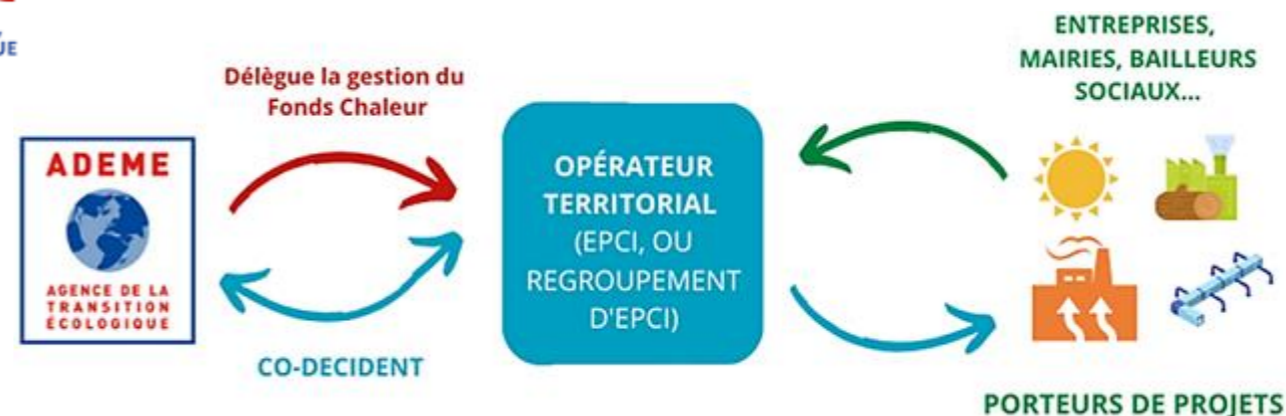 UE
Délègue la gestion du
Fonds Chaleur
ADEME
AGENCE DE LA
TRANSITION
ÉCOLOGIQUE
CO-DECIDENT
OPÉRATEUR
TERRITORIAL
(EPCI, OU
REGROUPEMENT
D'EPCI)
ENTREPRISES,
MAIRIES, BAILLEURS
SOCIAUX...
PORTEURS DE PROJETS